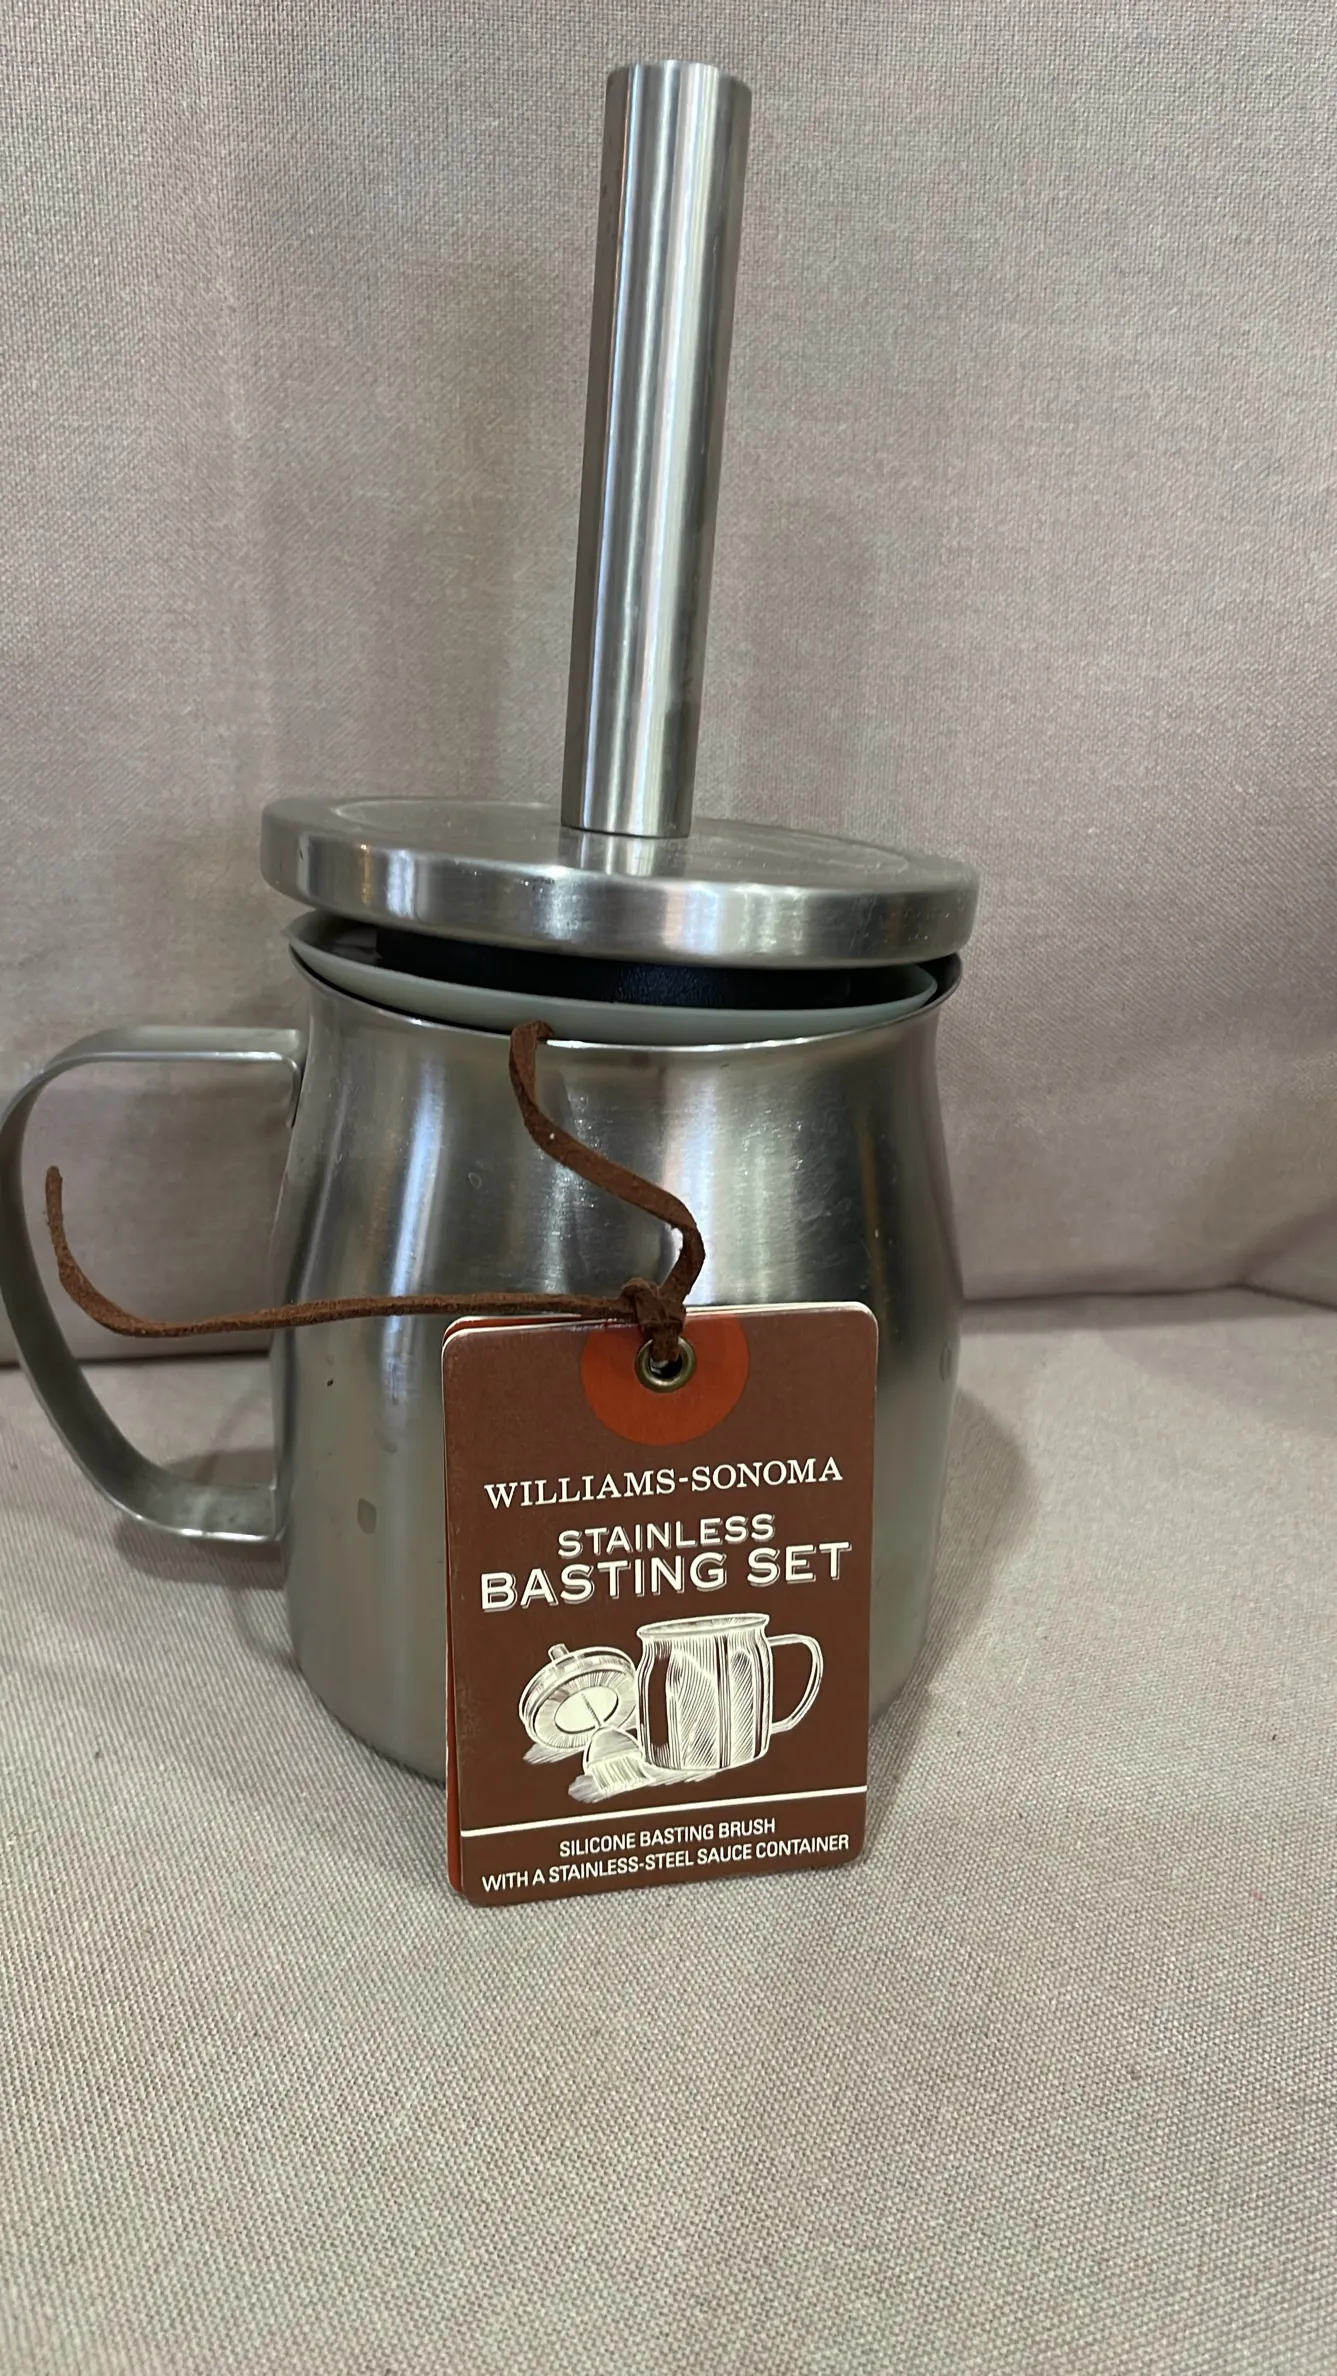 WILLIAMS-SONOMA
STAINLESS
BASTING SET
SILICONE BASTING BRUSH
WITH A STAINLESS-STEEL SAUCE CONTAINER